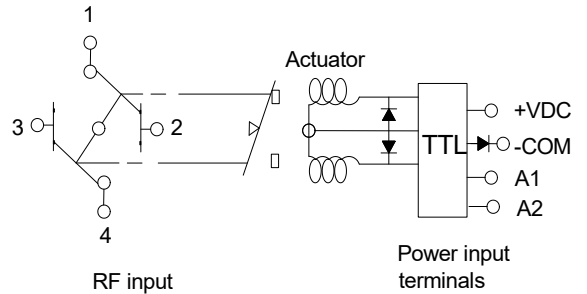 1
Actuator
+VDC
3
2
TTL
-COM
A1
A2
4
Power input
terminals
RF input